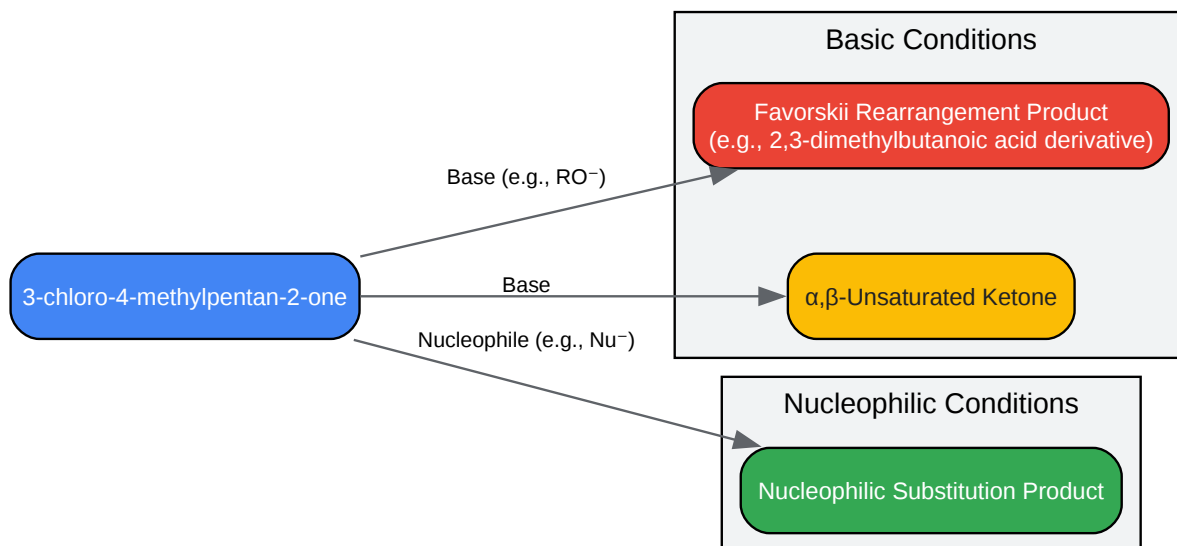 Basic Conditions
Favorskii Rearrangement Product
(e.g., 2,3-dimethylbutanoic acid derivative)
Base (e.g., RO⁻)
3-chloro-4-methylpentan-2-one
Base
α,β-Unsaturated Ketone
Nucleophile (e.g., Nu⁻)
Nucleophilic Conditions
Nucleophilic Substitution Product